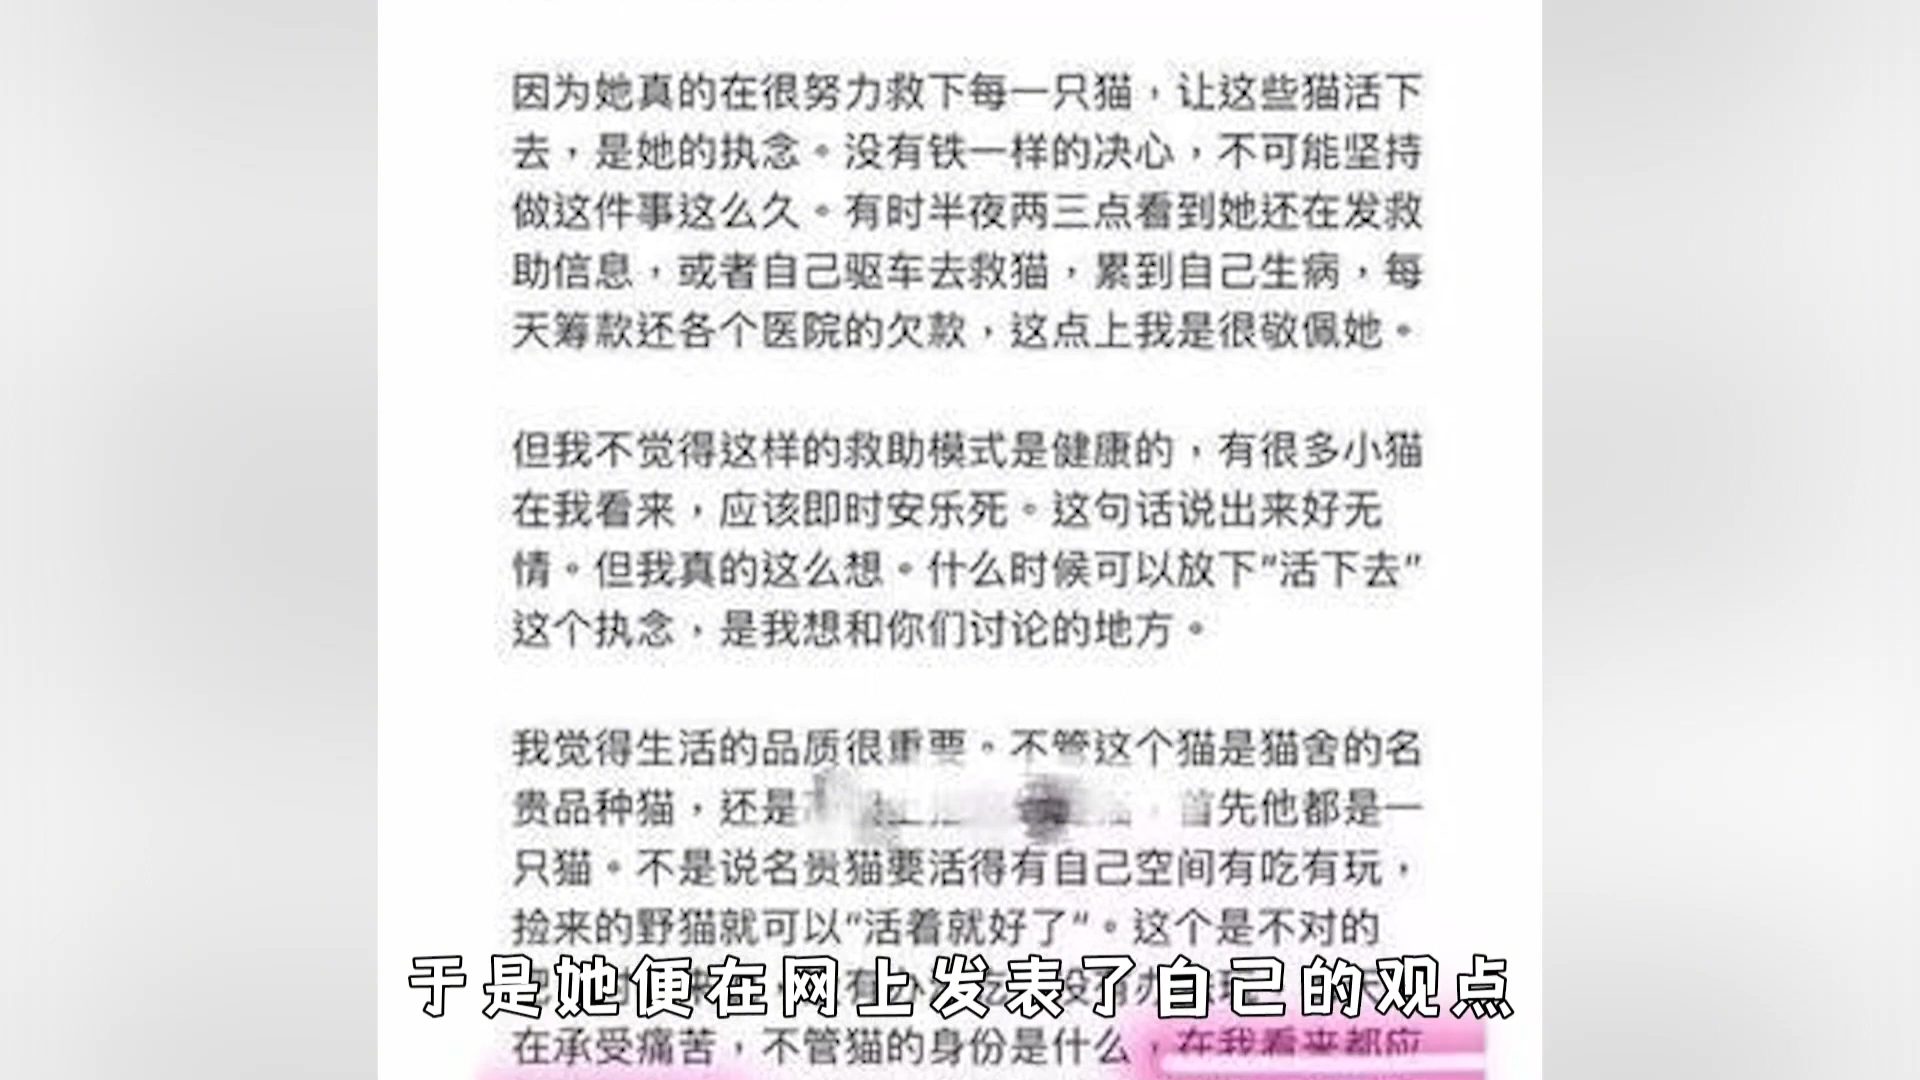 因为她真的在很努力救下每一只猫，让这些猫活下
去，是她的执念。没有铁一样的决心，不可能坚持
做这件事这么久。有时半夜两三点看到她还在发救
助信息，或者自己驱车去救猫，累到自己生病，每
天筹款还各个医院的欠款，这点上我是很敬佩她。
但我不觉得这样的救助模式是健康的，有很多小猫
在我看来，应该即时安乐死。这句话说出来好无
情。但我真的这么想。什么时候可以放下“活下去”
这个执念，是我想和你们讨论的地方。
我觉得生活的品质很重要。不管这个猫是猫舍的名
贵品种猫，还是 首先他都是一
只猫。不是说名贵猫要活得有自己空间有吃有玩，
捡来的野猫就可以“活着就好了”。这个是不对的
于是她便在网上发表了自己的观点
在承受痛苦，不管猫的身份是什么，在我看来都应